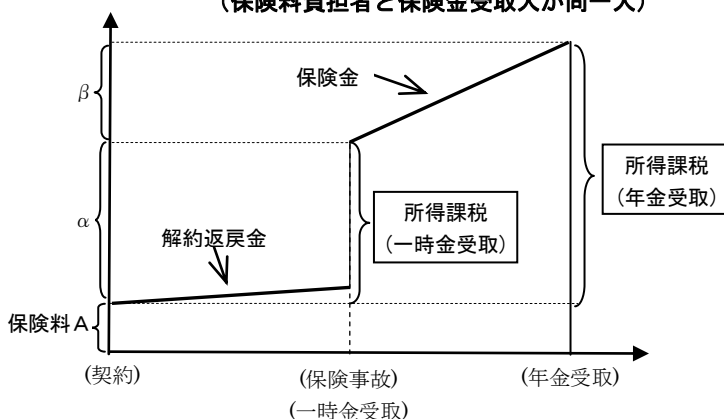 (保険料負担者と保険金受取人が同一人)
β
保険金
所得課税
(年金受取)
α
所得課税
(一時金受取)
解約返戻金
保険料A
(契約)
(保険事故)
(一時金受取)
(年金受取)